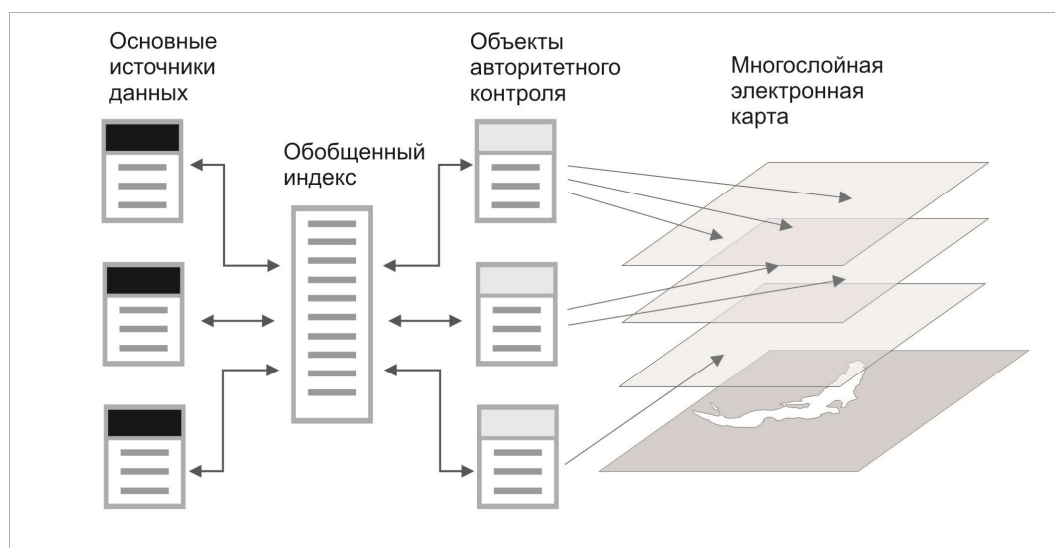 Основные
источники
данных
Обобщенный
индекс
Объекты
авторитетного
контроля
Многослойная
электронная
карта